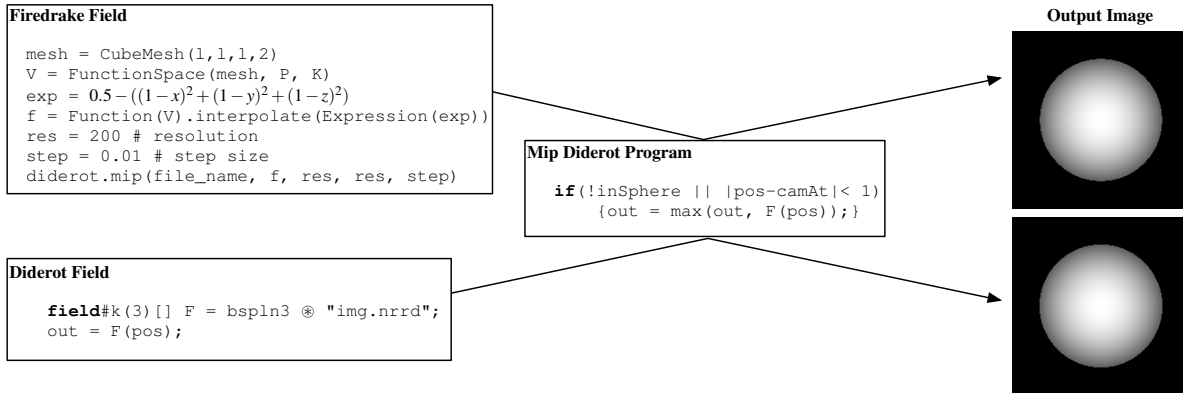 Firedrake Field
mesh = CubeMesh(1,1,1,2)
V = FunctionSpace(mesh, P, K)
exp = 0.5−((1−x)²+(1−y)²+(1−z)²)
f = Function(V).interpolate(Expression(exp))
res = 200 # resolution
step = 0.01 # step size
diderot.mip(file_name, f, res, res, step)
Mip Diderot Program
if(!inSphere || |pos-camAt|< 1)
{out = max(out, F(pos));}
Diderot Field
field#k(3)[] F = bspln3 ⊛ "img.nrrd";
out = F(pos);
Output Image